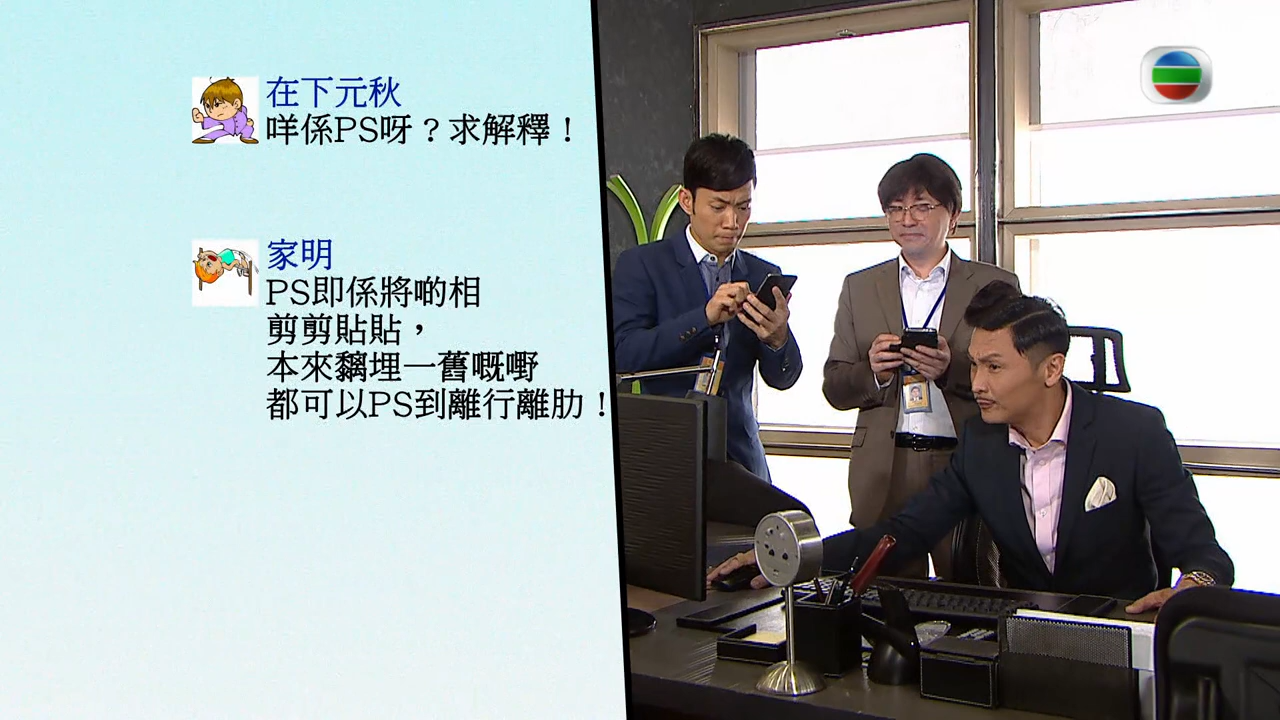 在下元秋
咩係PS呀？求解釋！
家明
PS即係將啲相
剪剪貼貼，
本來黐埋一舊嘅嘢
都可以PS到離行離肋！